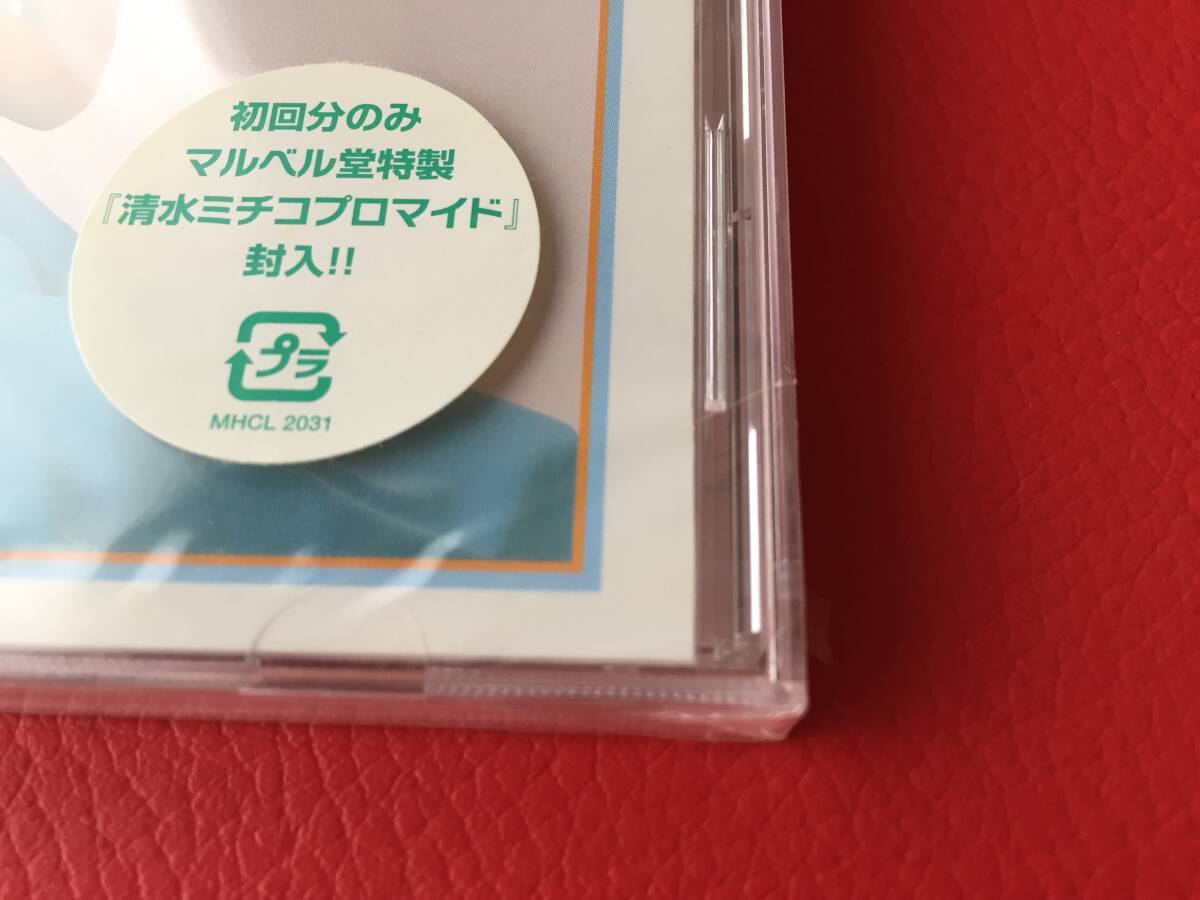 初回分のみ
マルベル堂特製
『清水ミチコプロマイド』
封入!!
プラ
MHCL 2031